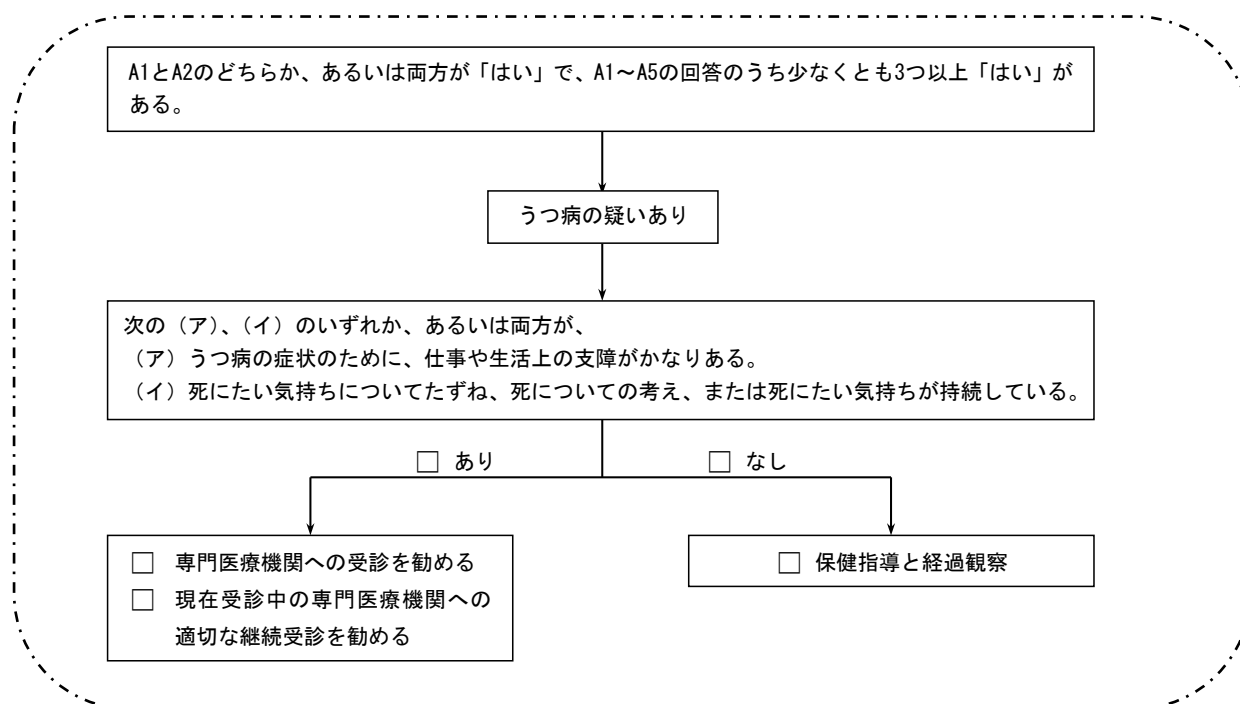 A1とA2のどちらか、あるいは両方が「はい」で、A1～A5の回答のうち少なくとも3つ以上「はい」が
ある。
うつ病の疑いあり
次の（ア）、（イ）のいずれか、あるいは両方が、
（ア）うつ病の症状のために、仕事や生活上の支障がかなりある。
（イ）死にたい気持ちについてたずね、死についての考え、または死にたい気持ちが持続している。
□ あり
□ なし
□ 専門医療機関への受診を勧める
□ 現在受診中の専門医療機関への
適切な継続受診を勧める
□ 保健指導と経過観察